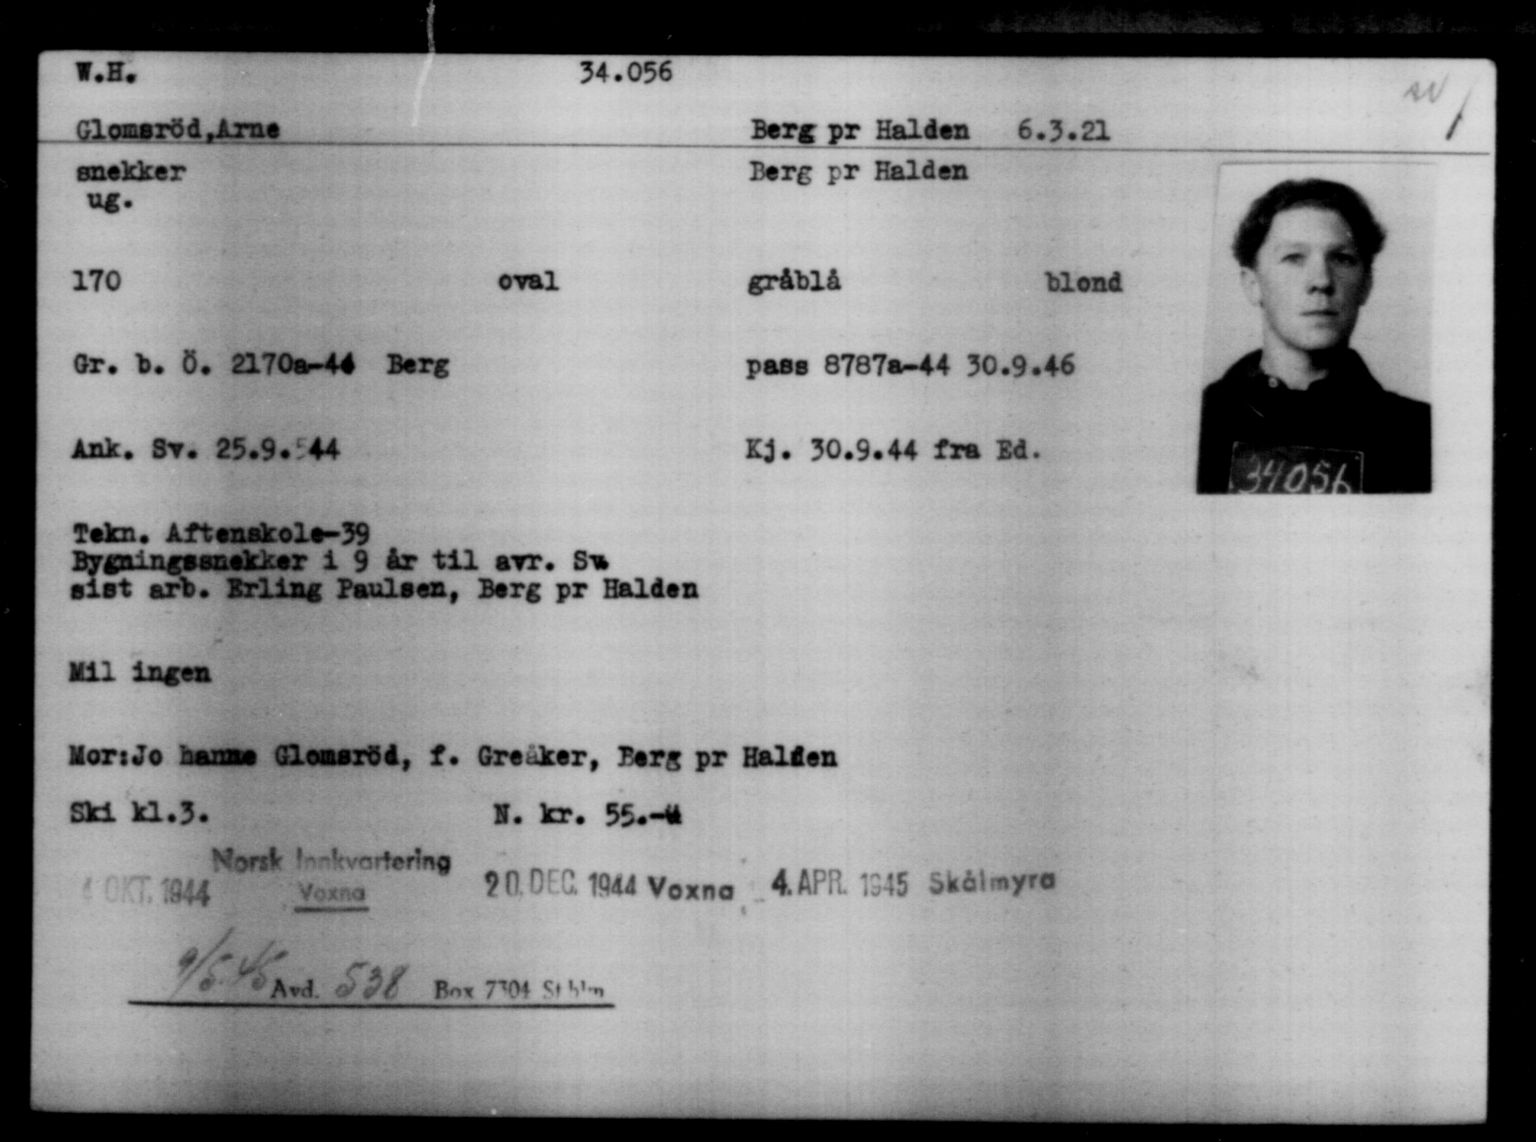 W.H. 34.056
Glomsröd,Arne Berg pr Halden 6.3.21
snekker Berg pr Halden
ug.
170 oval gråblå blond
Gr. b. Ö. 2170a-44 Berg pass 8787a-44 30.9.46
Ank. Sv. 25.9.44 Kj. 30.9.44 fra Ed.
34056
Tekn. Aftenskole-39
Bygningssnekker i 9 år til avr. Sv.
sist arb. Erling Paulsen, Berg pr Halden
Mil ingen
Mor:Jo hanne Glomsröd, f. Greåker, Berg pr Halden
Ski kl.3. N. kr. 55.-
Norsk Innkvartering
4 OKT. 1944 Voxna 20. DEC. 1944 Voxna 4. APR. 1945 Skålmyra
9/5.45 Avd. 538 Box 7304 Sthlm